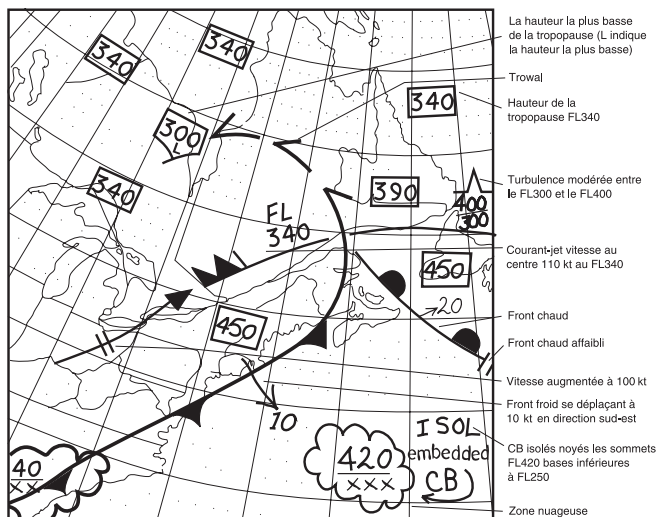 340
340
340
300
L
340
390
400
300
FL
340
450
450
20
10
40
XX
420
XXX
ISOL
embedded
CB
La hauteur la plus basse
de la tropopause (L indique
la hauteur la plus basse)
Trowal
Hauteur de la
tropopause FL340
Turbulence modérée entre
le FL300 et le FL400
Courant-jet vitesse au
centre 110 kt au FL340
Front chaud
Front chaud affaibli
Vitesse augmentée à 100 kt
Front froid se déplaçant à
10 kt en direction sud-est
CB isolés noyés les sommets
FL420 bases inférieures
à FL250
Zone nuageuse